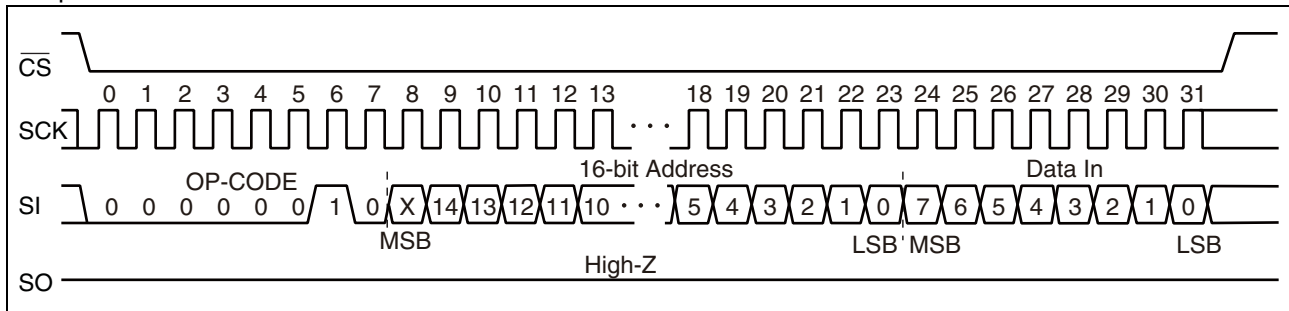 CS
0 1 2 3 4 5 6 7 8 9 10 11 12 13 18 19 20 21 22 23 24 25 26 27 28 29 30 31
SCK ···
OP-CODE 16-bit Address Data In
SI 0 0 0 0 0 0 1 0 X 14 13 12 11 10 ··· 5 4 3 2 1 0 7 6 5 4 3 2 1 0
MSB LSB MSB LSB
High-Z
SO